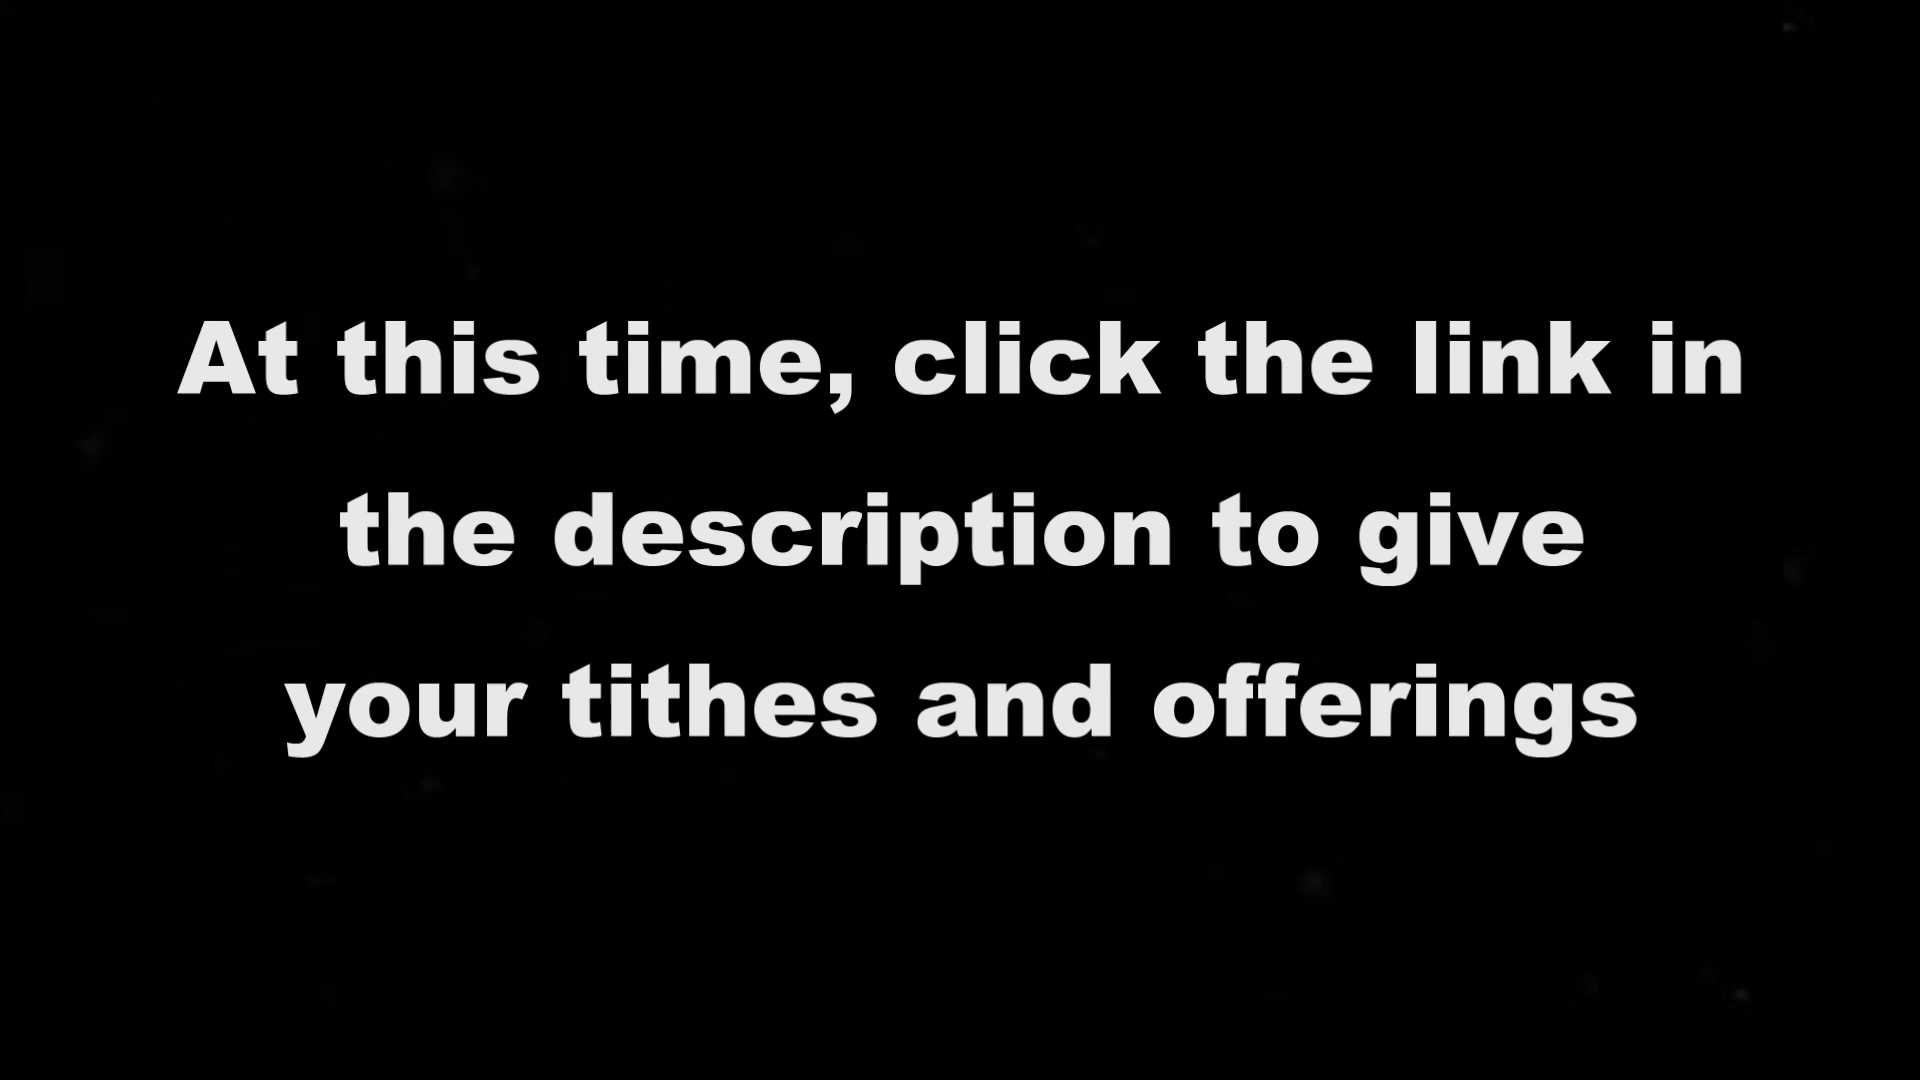 At this time, click the link in
the description to give
your tithes and offerings